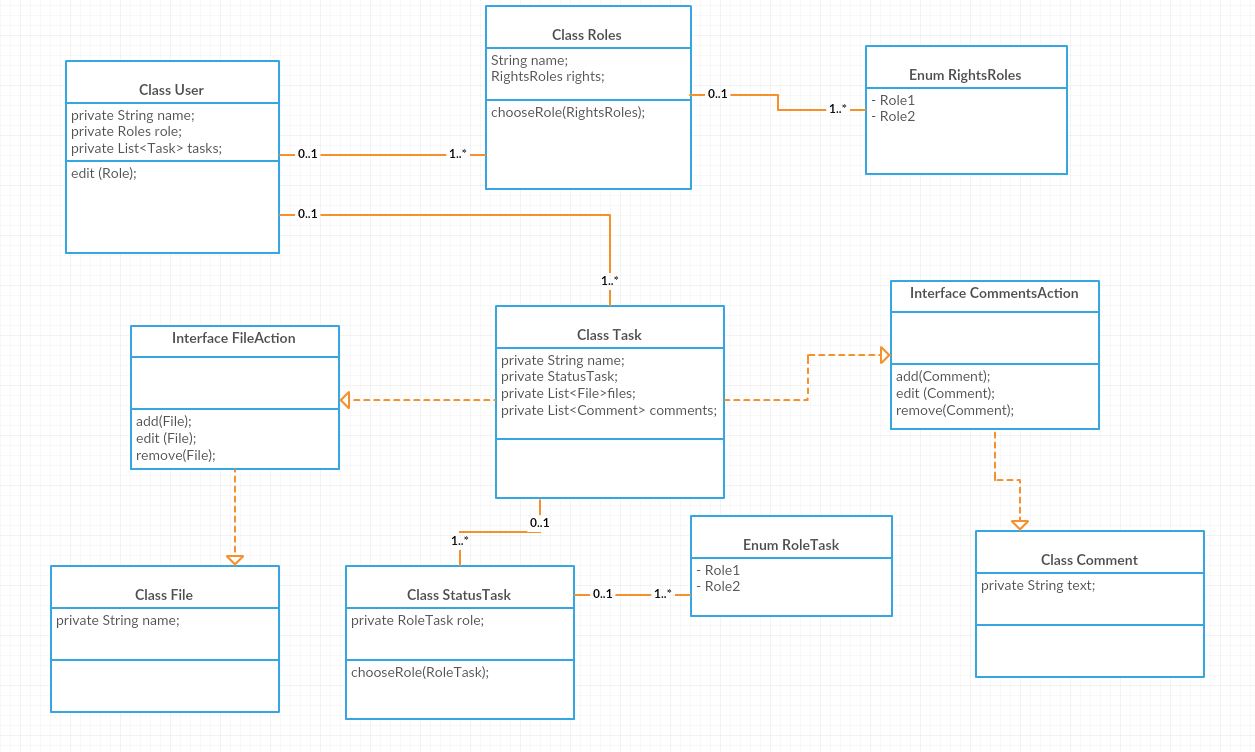 Class Roles
String name;
RightsRoles rights;
chooseRole(RightsRoles);
Enum RightsRoles
- Role1
- Role2
Class User
private String name;
private Roles role;
private List<Task> tasks;
edit (Role);
0..1
1..*
0..1
1..*
0..1
1..*
Interface FileAction
add(File);
edit (File);
remove(File);
Class Task
private String name;
private StatusTask;
private List<File>files;
private List<Comment> comments;
Interface CommentsAction
add(Comment);
edit (Comment);
remove(Comment);
0..1
1..*
Class File
private String name;
Class StatusTask
private RoleTask role;
chooseRole(RoleTask);
0..1
1..*
Enum RoleTask
- Role1
- Role2
Class Comment
private String text;